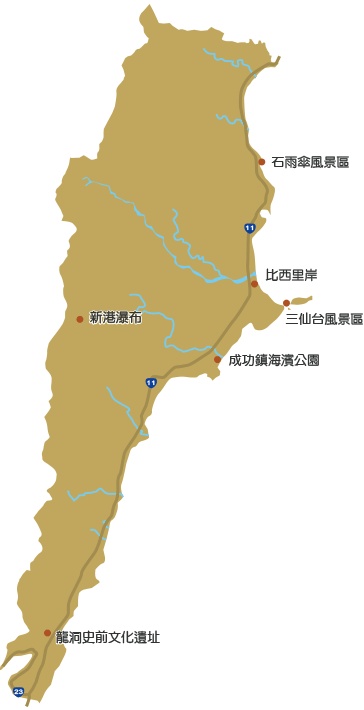 石雨傘風景區
11
比西里岸
三仙台風景區
新港瀑布
成功鎮海濱公園
11
龍洞史前文化遺址
23